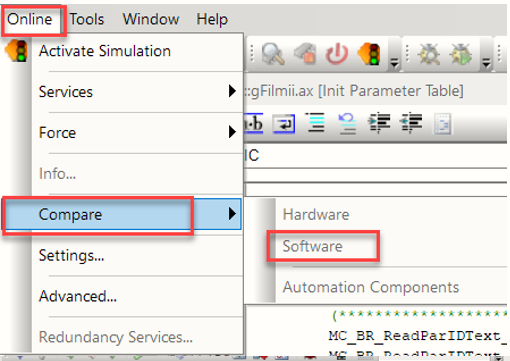 Online Tools Window Help
Activate Simulation
Services
::gFilmii.ax [Init Parameter Table]
Force
a·b
IC
Info...
Compare
Hardware
Software
Settings...
Automation Components
Advanced...
(********************
MC_BR_ReadParIDText_
Redundancy Services...